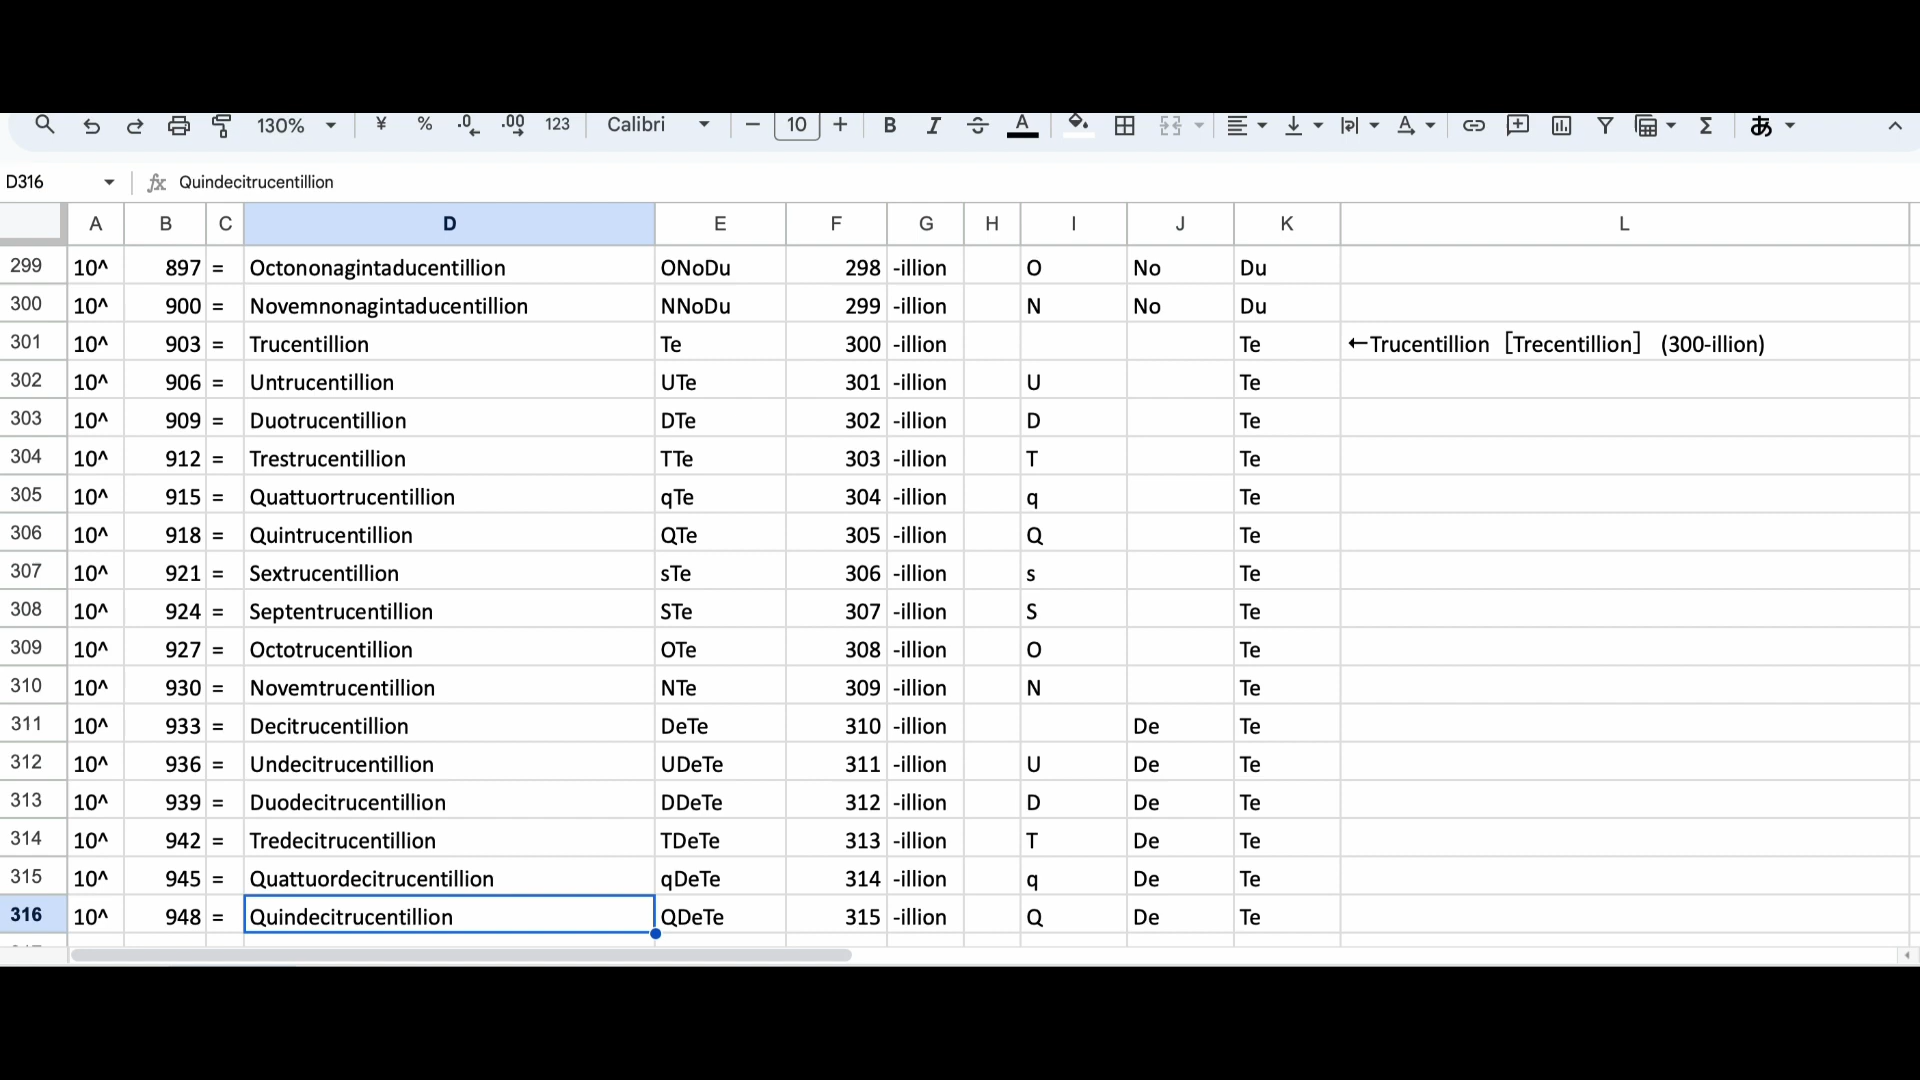 130% ¥ % .0 .00 123 Calibri 10 B I A あ
D316 fx Quindecitrucentillion
A B C D E F G H I J K L
299 10^ 897 = Octononagintaducentillion ONoDu 298 -illion O No Du
300 10^ 900 = Novemnonagintaducentillion NNoDu 299 -illion N No Du
301 10^ 903 = Trucentillion Te 300 -illion Te ←Trucentillion［Trecentillion］(300-illion)
302 10^ 906 = Untrucentillion UTe 301 -illion U Te
303 10^ 909 = Duotrucentillion DTe 302 -illion D Te
304 10^ 912 = Trestrucentillion TTe 303 -illion T Te
305 10^ 915 = Quattuortrucentillion qTe 304 -illion q Te
306 10^ 918 = Quintrucentillion QTe 305 -illion Q Te
307 10^ 921 = Sextrucentillion sTe 306 -illion s Te
308 10^ 924 = Septentrucentillion STe 307 -illion S Te
309 10^ 927 = Octotrucentillion OTe 308 -illion O Te
310 10^ 930 = Novemtrucentillion NTe 309 -illion N Te
311 10^ 933 = Decitrucentillion DeTe 310 -illion De Te
312 10^ 936 = Undecitrucentillion UDeTe 311 -illion U De Te
313 10^ 939 = Duodecitrucentillion DDeTe 312 -illion D De Te
314 10^ 942 = Tredecitrucentillion TDeTe 313 -illion T De Te
315 10^ 945 = Quattuordecitrucentillion qDeTe 314 -illion q De Te
316 10^ 948 = Quindecitrucentillion QDeTe 315 -illion Q De Te